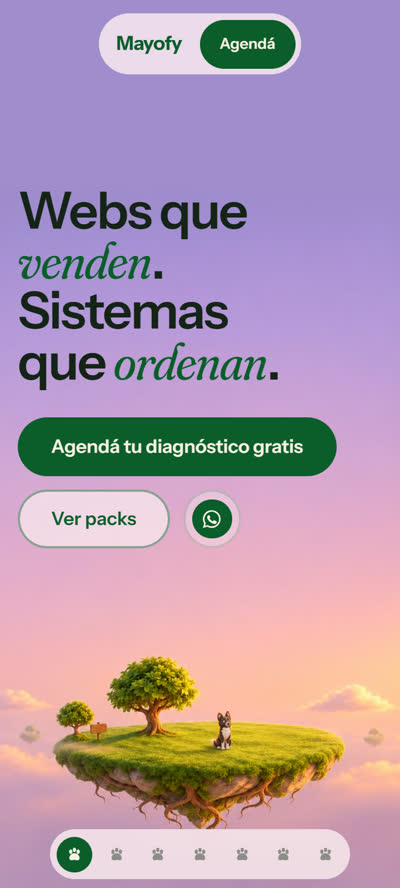 Mayofy
Agendá
Webs que
venden.
Sistemas
que ordenan.
Agendá tu diagnóstico gratis
Ver packs